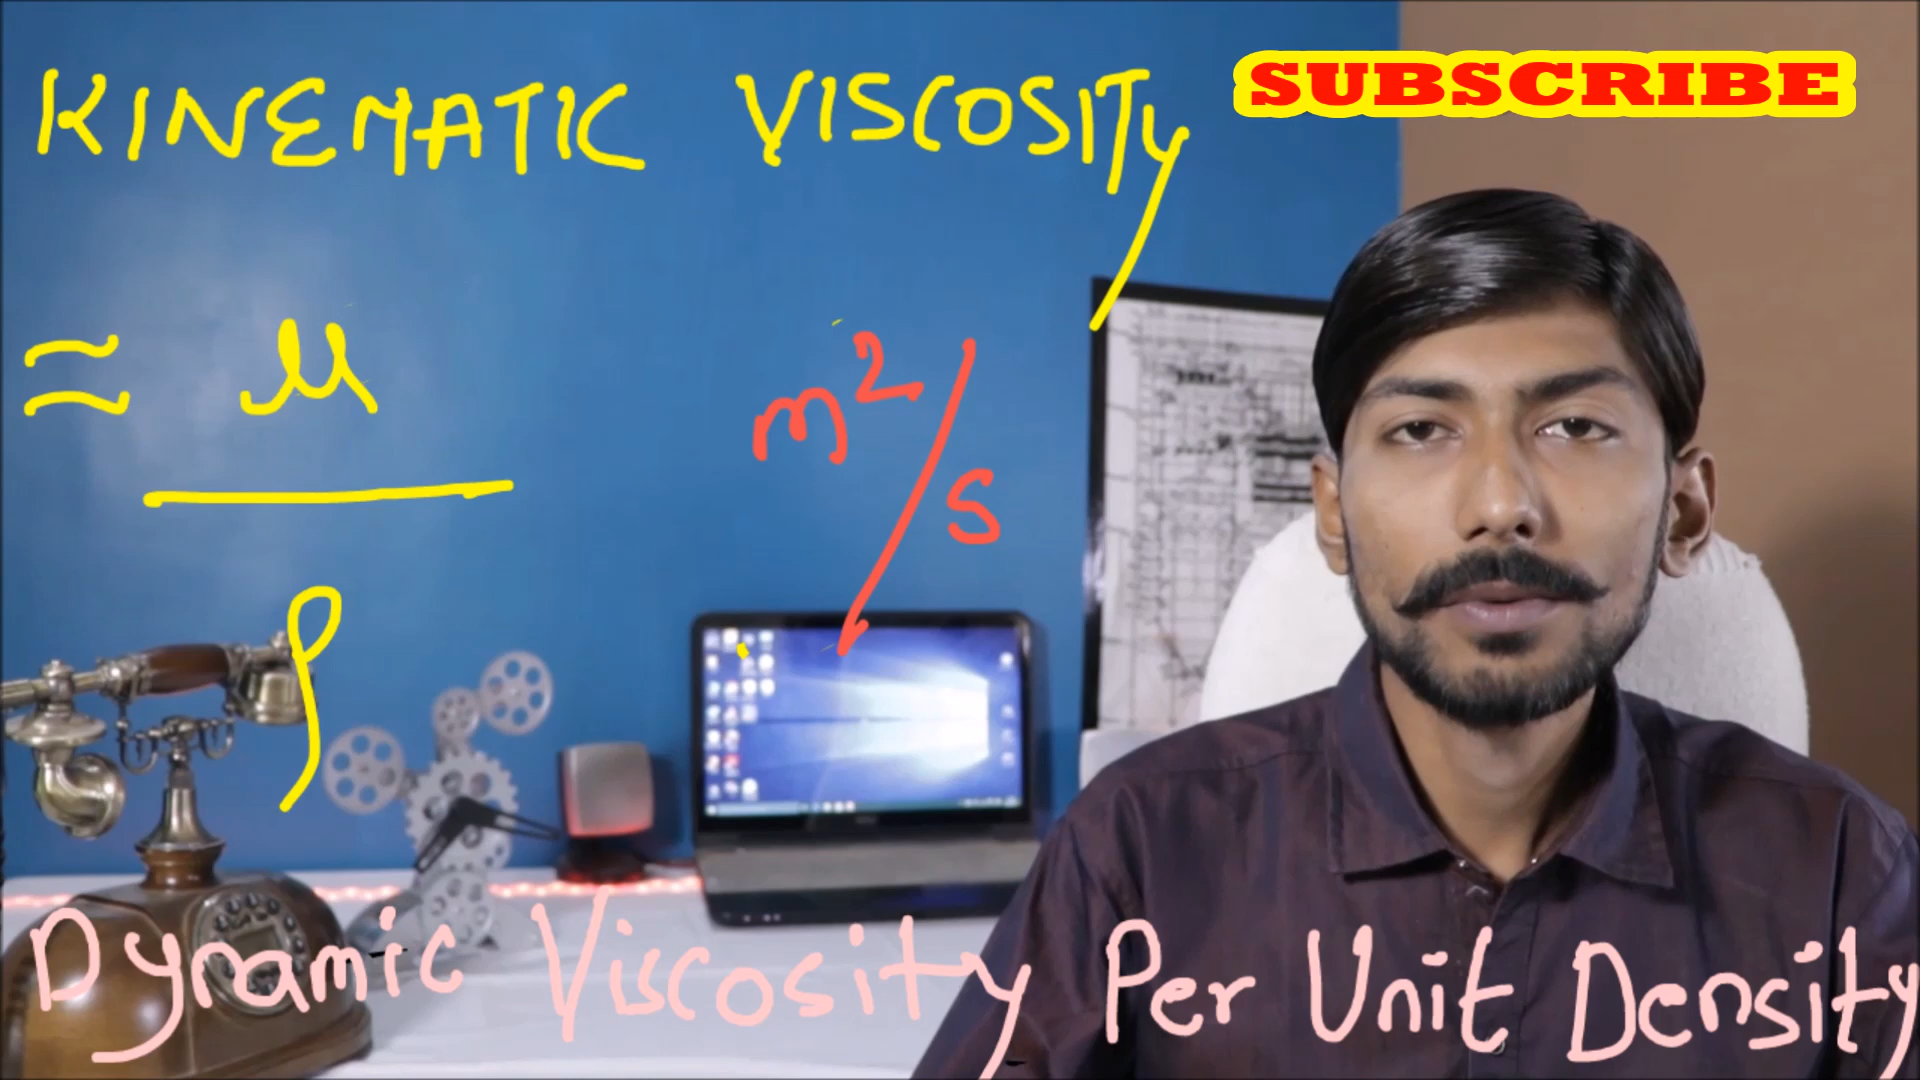 KINEMATIC VISCOSITY
SUBSCRIBE
≈ μ
m²/s
ρ
Dynamic Viscosity Per Unit Density